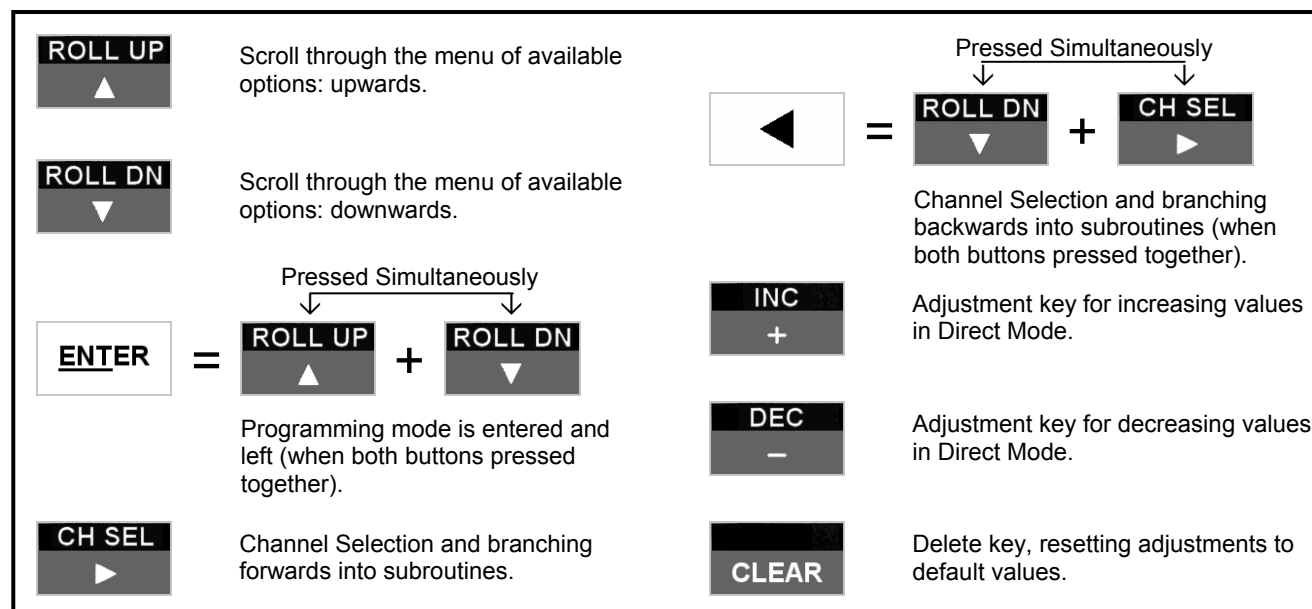 ROLL UP
▲
Scroll through the menu of available
options: upwards.
ROLL DN
▼
Scroll through the menu of available
options: downwards.
Pressed Simultaneously
ENTER
=
ROLL UP
▲
+
ROLL DN
▼
Programming mode is entered and
left (when both buttons pressed
together).
CH SEL
►
Channel Selection and branching
forwards into subroutines.
Pressed Simultaneously
◄
=
ROLL DN
▼
+
CH SEL
►
Channel Selection and branching
backwards into subroutines (when
both buttons pressed together).
INC
+
Adjustment key for increasing values
in Direct Mode.
DEC
–
Adjustment key for decreasing values
in Direct Mode.
CLEAR
Delete key, resetting adjustments to
default values.